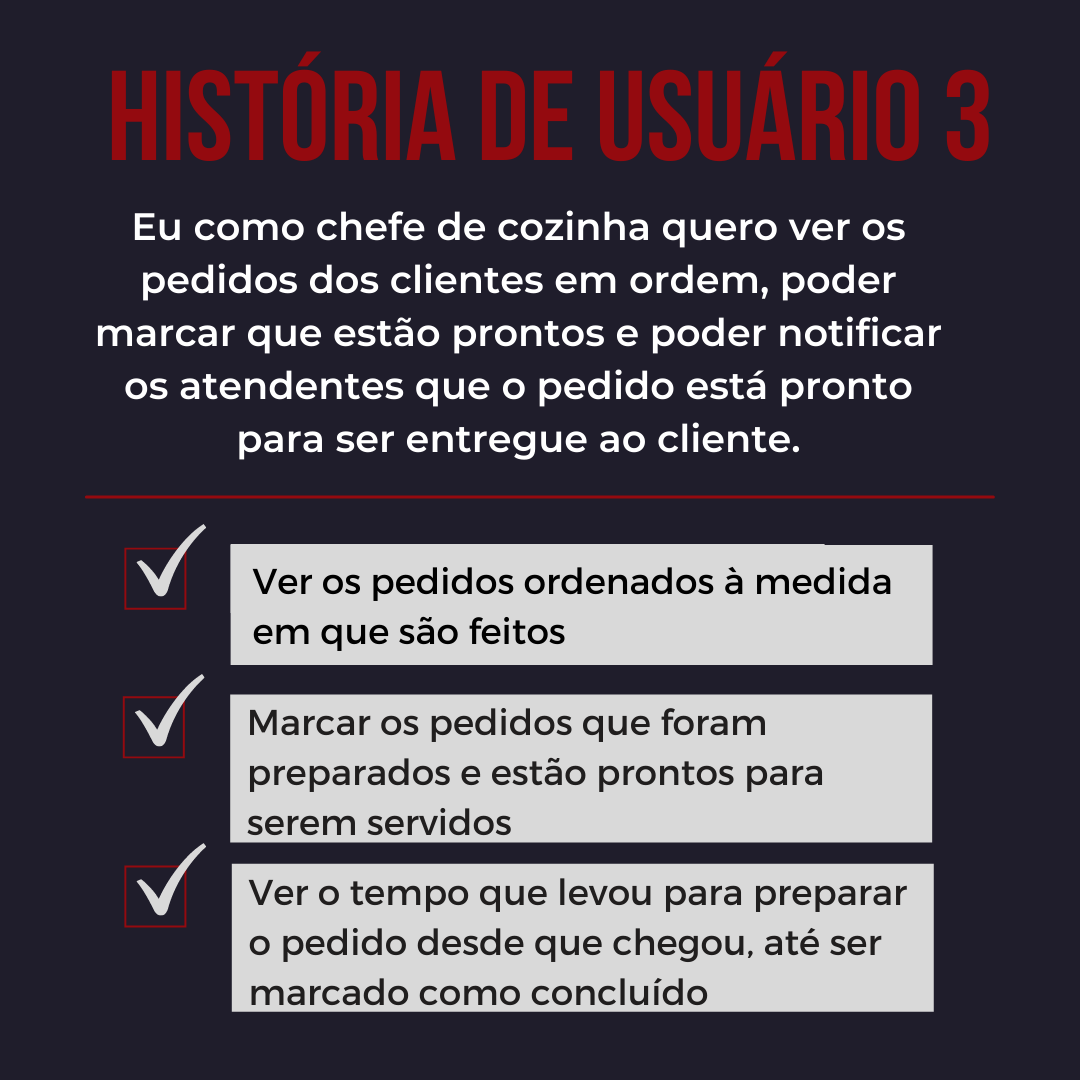 HISTÓRIA DE USUÁRIO 3
Eu como chefe de cozinha quero ver os
pedidos dos clientes em ordem, poder
marcar que estão prontos e poder notificar
os atendentes que o pedido está pronto
para ser entregue ao cliente.
Ver os pedidos ordenados à medida
em que são feitos
Marcar os pedidos que foram
preparados e estão prontos para
serem servidos
Ver o tempo que levou para preparar
o pedido desde que chegou, até ser
marcado como concluído